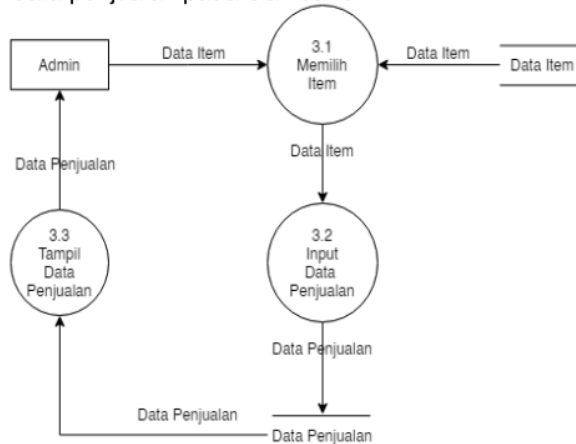 Admin
Data Item
3.1
Memilih
Item
Data Item
Data Item
Data Item
Data Penjualan
3.3
Tampil
Data
Penjualan
3.2
Input
Data
Penjualan
Data Penjualan
Data Penjualan
Data Penjualan